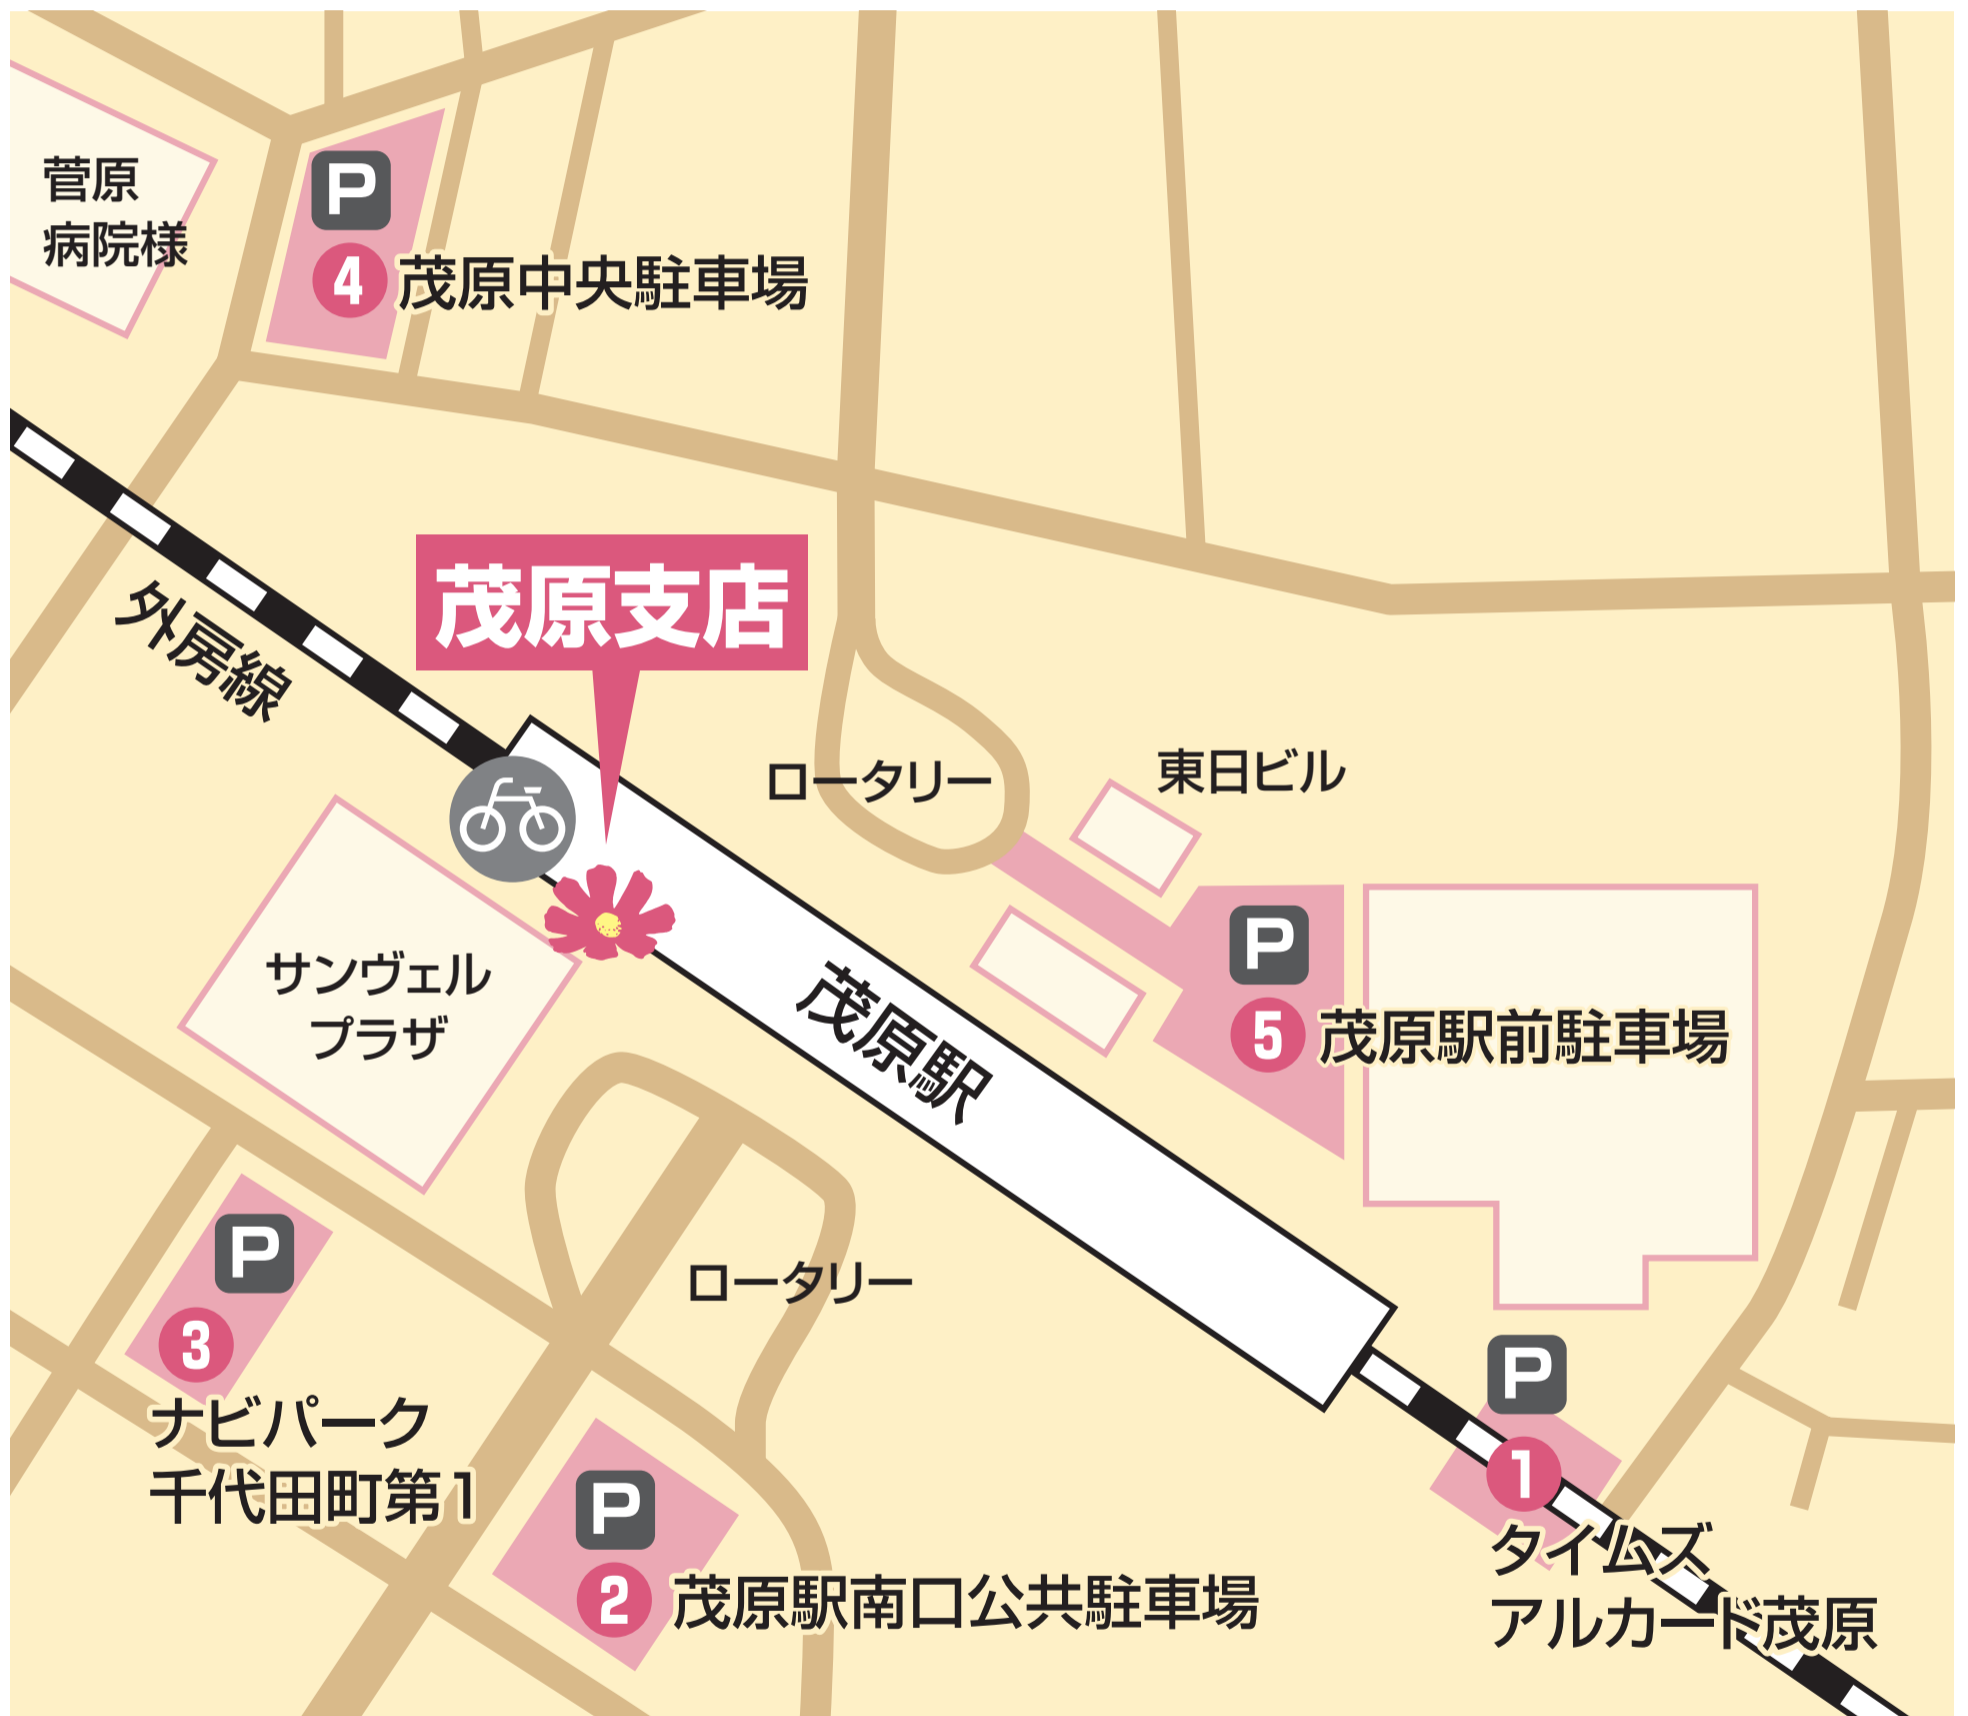 菅原
病院様
P
4
茂原中央駐車場
茂原支店
外房線
ロータリー
東日ビル
サンヴェル
プラザ
茂原駅
P
5
茂原駅前駐車場
P
3
ナビパーク
千代田町第1
ロータリー
P
2
茂原駅南口公共駐車場
P
1
タイムズ
アルカード茂原